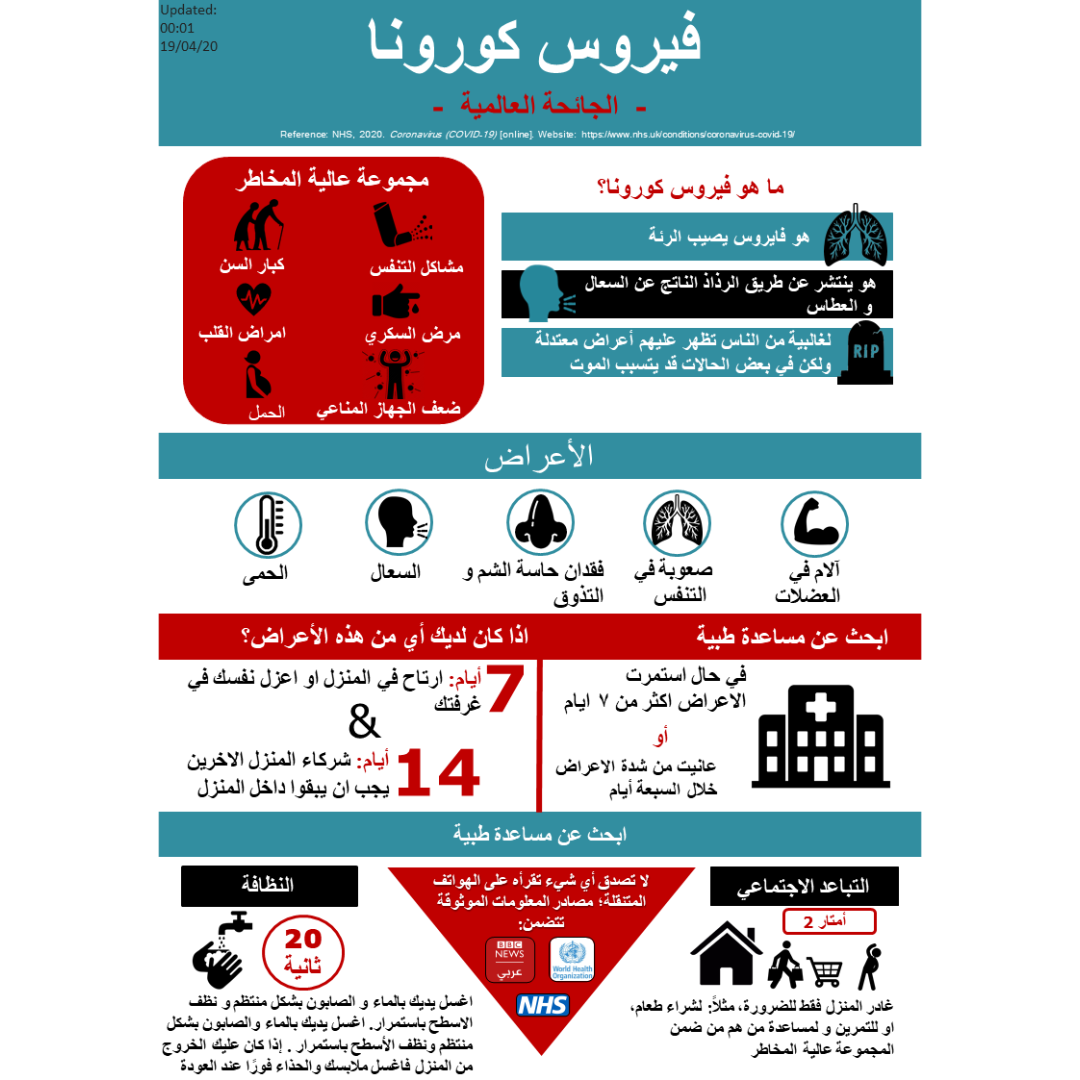 Updated:
00:01
19/04/20
فيروس كورونا
- الجائحة العالمية -
Reference: NHS, 2020. Coronavirus (COVID-19) [online]. Website: https://www.nhs.uk/conditions/coronavirus-covid-19/
ما هو فيروس كورونا؟
هو فايروس يصيب الرئة
هو ينتشر عن طريق الرذاذ الناتج عن السعال
و العطاس
لغالبية من الناس تظهر عليهم أعراض معتدلة
ولكن في بعض الحالات قد يتسبب الموت
RIP
مجموعة عالية المخاطر
مشاكل التنفس
كبار السن
مرض السكري
امراض القلب
ضعف الجهاز المناعي
الحمل
الأعراض
آلام في
العضلات
صعوبة في
التنفس
فقدان حاسة الشم و
التذوق
السعال
الحمى
ابحث عن مساعدة طبية
في حال استمرت
الاعراض اكثر من ٧ ايام
أو
عانيت من شدة الاعراض
خلال السبعة أيام
اذا كان لديك أي من هذه الأعراض؟
7 أيام: ارتاح في المنزل او اعزل نفسك في
غرفتك
&
14 أيام: شركاء المنزل الاخرين
يجب ان يبقوا داخل المنزل
ابحث عن مساعدة طبية
التباعد الاجتماعي
2 أمتار
غادر المنزل فقط للضرورة، مثلاً: لشراء طعام،
او للتمرين و لمساعدة من هم من ضمن
المجموعة عالية المخاطر
لا تصدق أي شيء تقرأه على الهواتف
المتنقلة؛ مصادر المعلومات الموثوقة
تتضمن:
BBC
NEWS
عربي
World Health
Organization
NHS
النظافة
20
ثانية
اغسل يديك بالماء و الصابون بشكل منتظم و نظف
الاسطح باستمرار. اغسل يديك بالماء والصابون بشكل
منتظم ونظف الأسطح باستمرار . إذا كان عليك الخروج
من المنزل فاغسل ملابسك والحذاء فورًا عند العودة